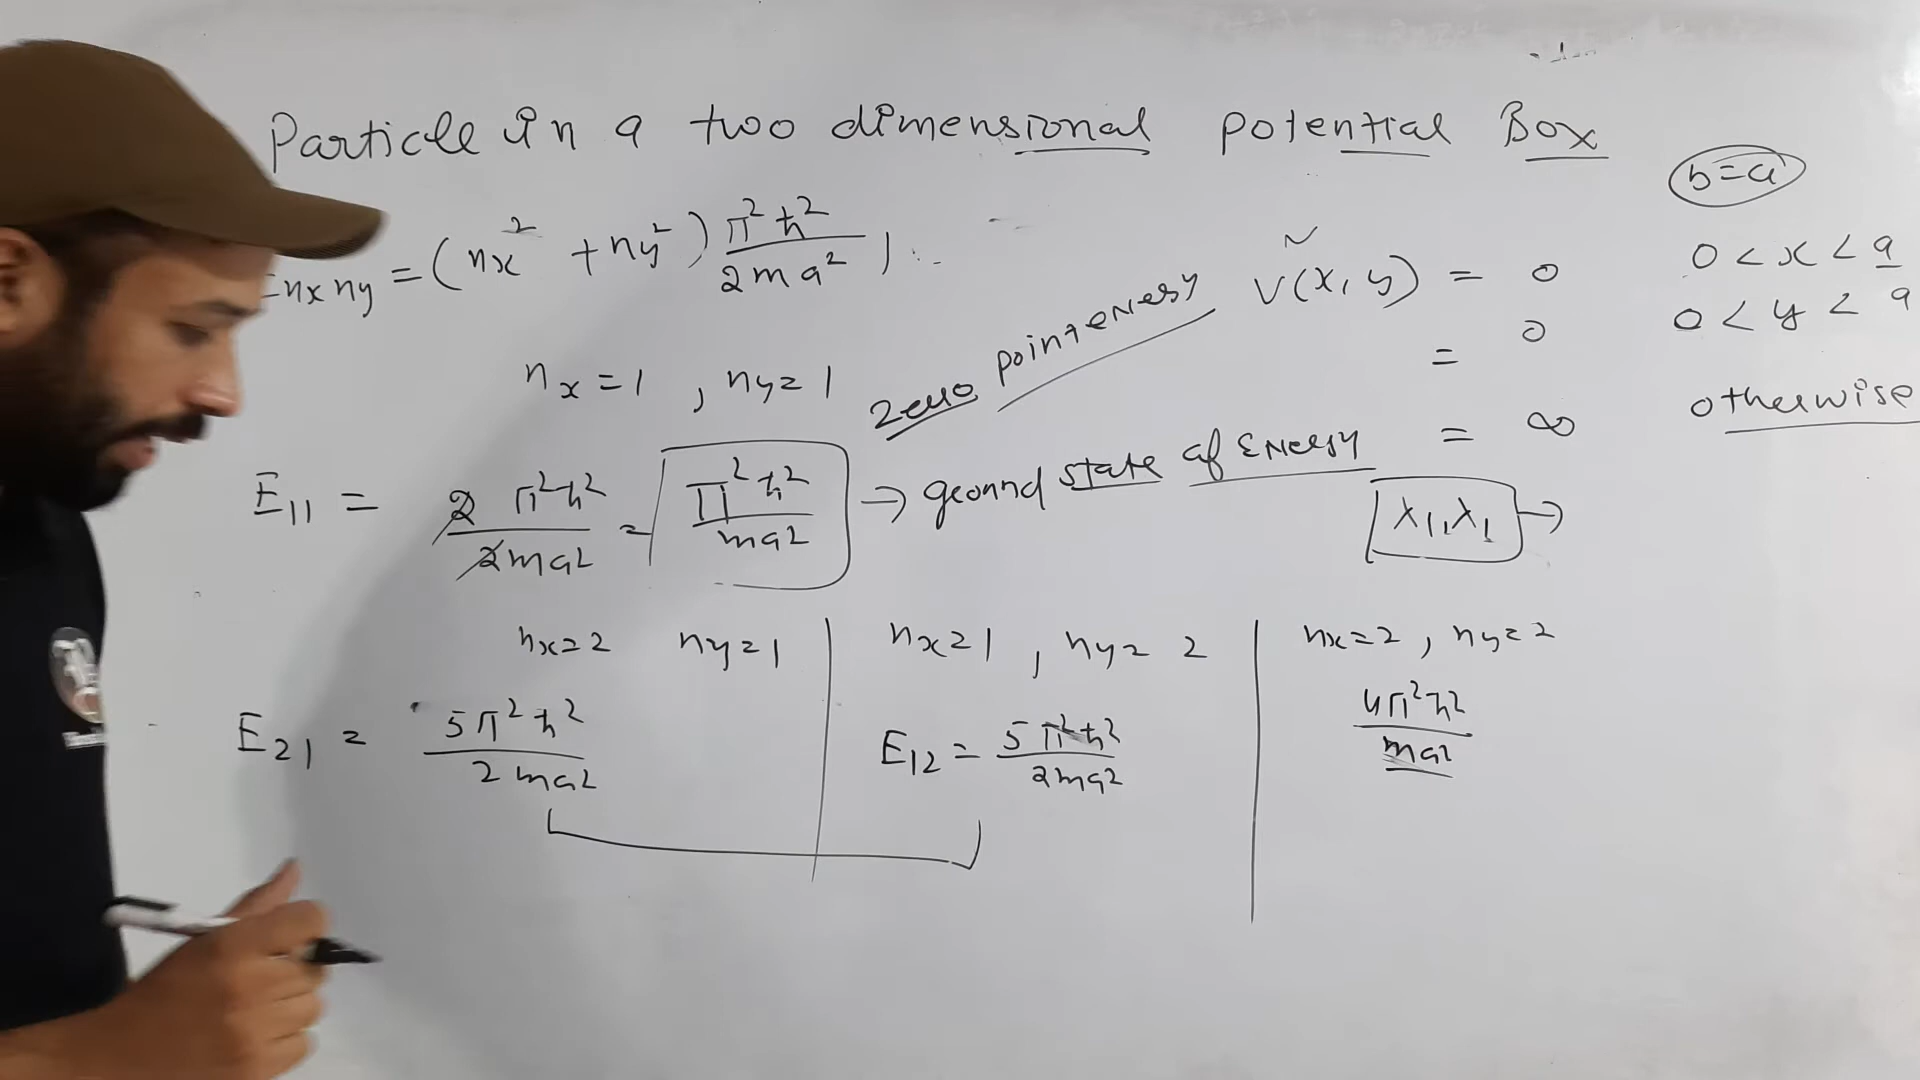 Particle in a two dimensional potential Box
b=a
Enxny = (nx² + ny²) π²ħ² / 2ma²
V(x, y) = 0
0 < x < a
= 0
0 < y < a
= ∞
otherwise
nx = 1, ny = 1
Zero point energy
E11 = 2π²ħ² / 2ma² = π²ħ² / ma² → ground state of Energy
x1, x1 →
nx=2 ny=1
nx=1, ny=2
nx=2, ny=2
E21 = 5π²ħ² / 2ma²
E12 = 5π²ħ² / 2ma²
4π²ħ² / ma²